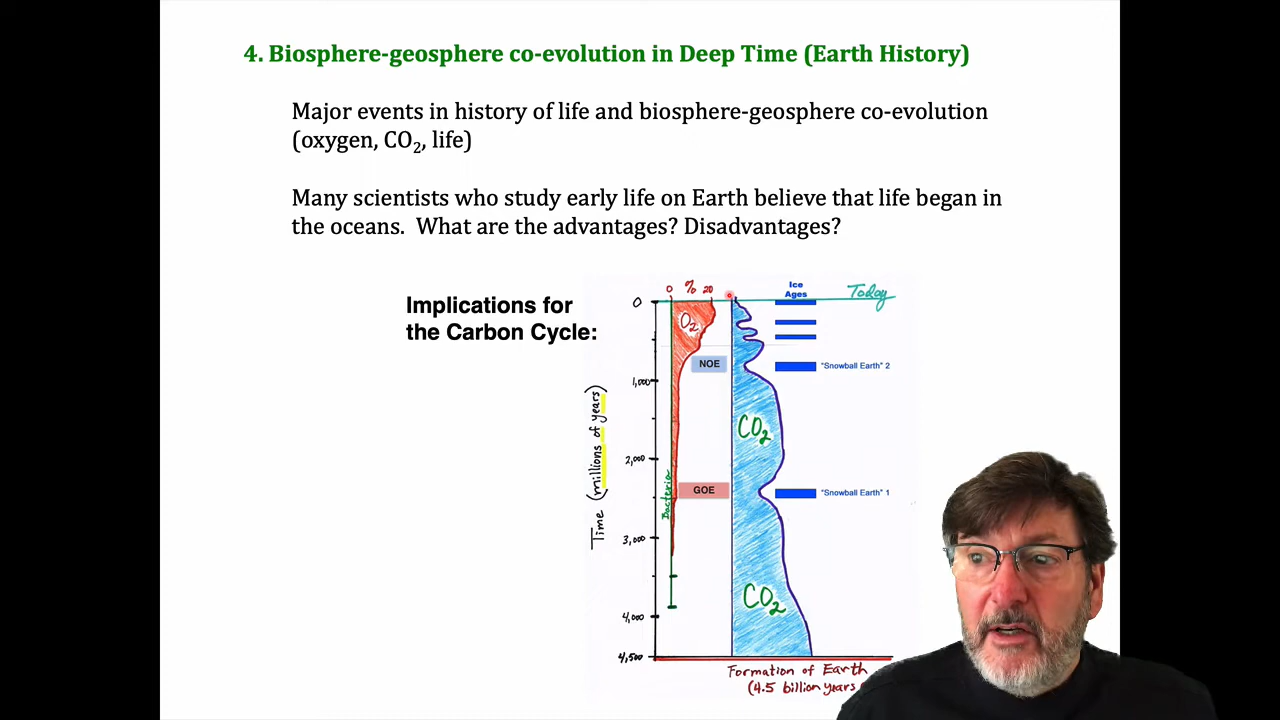 4. Biosphere-geosphere co-evolution in Deep Time (Earth History)
Major events in history of life and biosphere-geosphere co-evolution
(oxygen, CO₂, life)
Many scientists who study early life on Earth believe that life began in
the oceans. What are the advantages? Disadvantages?
Implications for
the Carbon Cycle:
0 % 20
Ice
Ages
Today
0
O₂
NOE
"Snowball Earth" 2
1,000
CO₂
2,000
Bacteria
GOE
"Snowball Earth" 1
Time (millions of years)
3,000
CO₂
4,000
4,500
Formation of Earth
(4.5 billion years